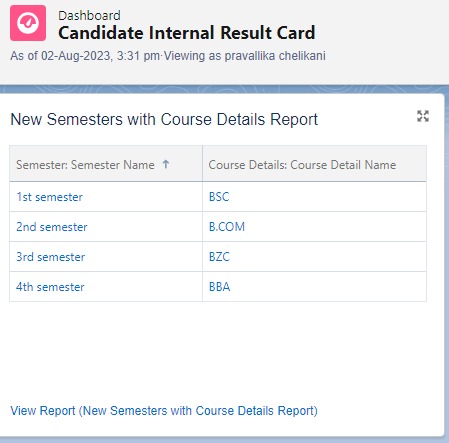 Dashboard
Candidate Internal Result Card
As of 02-Aug-2023, 3:31 pm·Viewing as pravallika chelikani
New Semesters with Course Details Report
Semester: Semester Name ↑ Course Details: Course Detail Name
1st semester BSC
2nd semester B.COM
3rd semester BZC
4th semester BBA
View Report (New Semesters with Course Details Report)